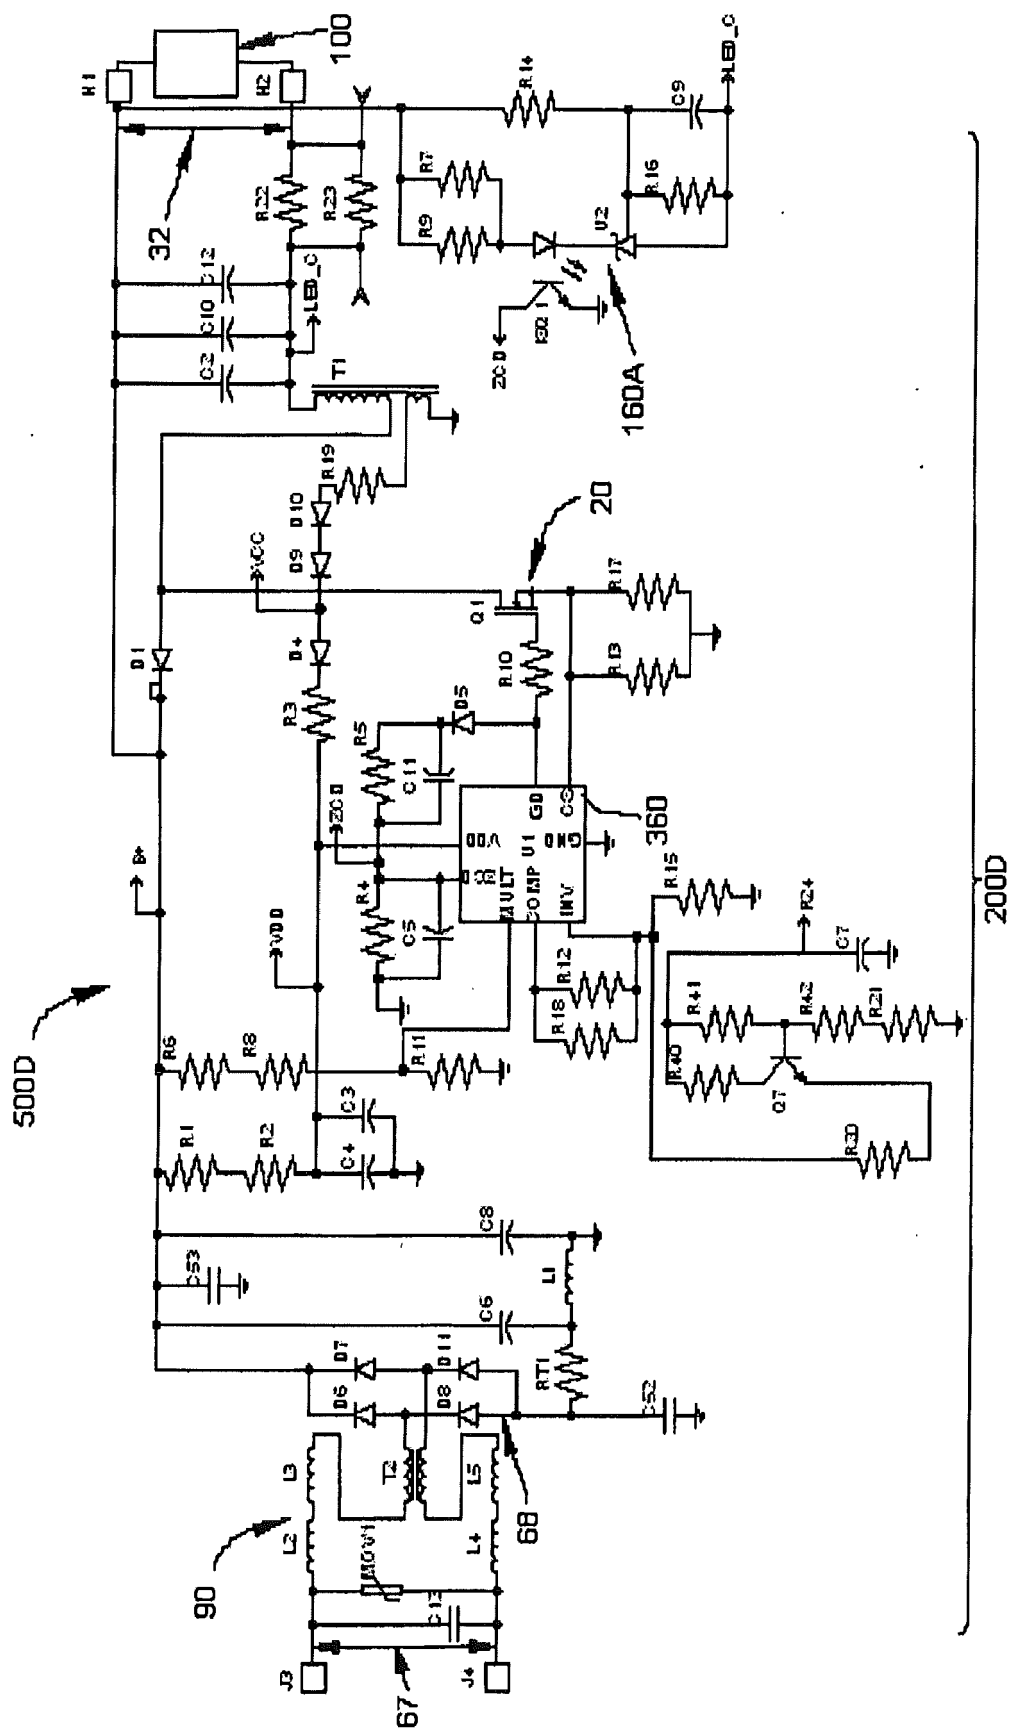 500D
90
67
J3
J4
C13
MOV1
L2
L3
L4
L5
T2
68
D6
D7
D8
D11
RT1
C52
C6
C53
L1
C8
R1
R2
C4
C3
R6
R8
R11
VDD
B+
R4
C5
ZCD
R5
C11
D5
R3
D4
D9
D10
VCC
R19
D1
T1
MULT
COMP
INV
VDD
U1
GND
GD
CS
360
R18
R12
R15
R40
R41
R42
R21
R24
C7
Q7
R10
Q1
20
R13
R17
C2
C10
C12
LED_C
R22
R23
32
H1
H2
100
ZCD
160A
R9
R7
U2
R14
R16
C9
LED_C
200D